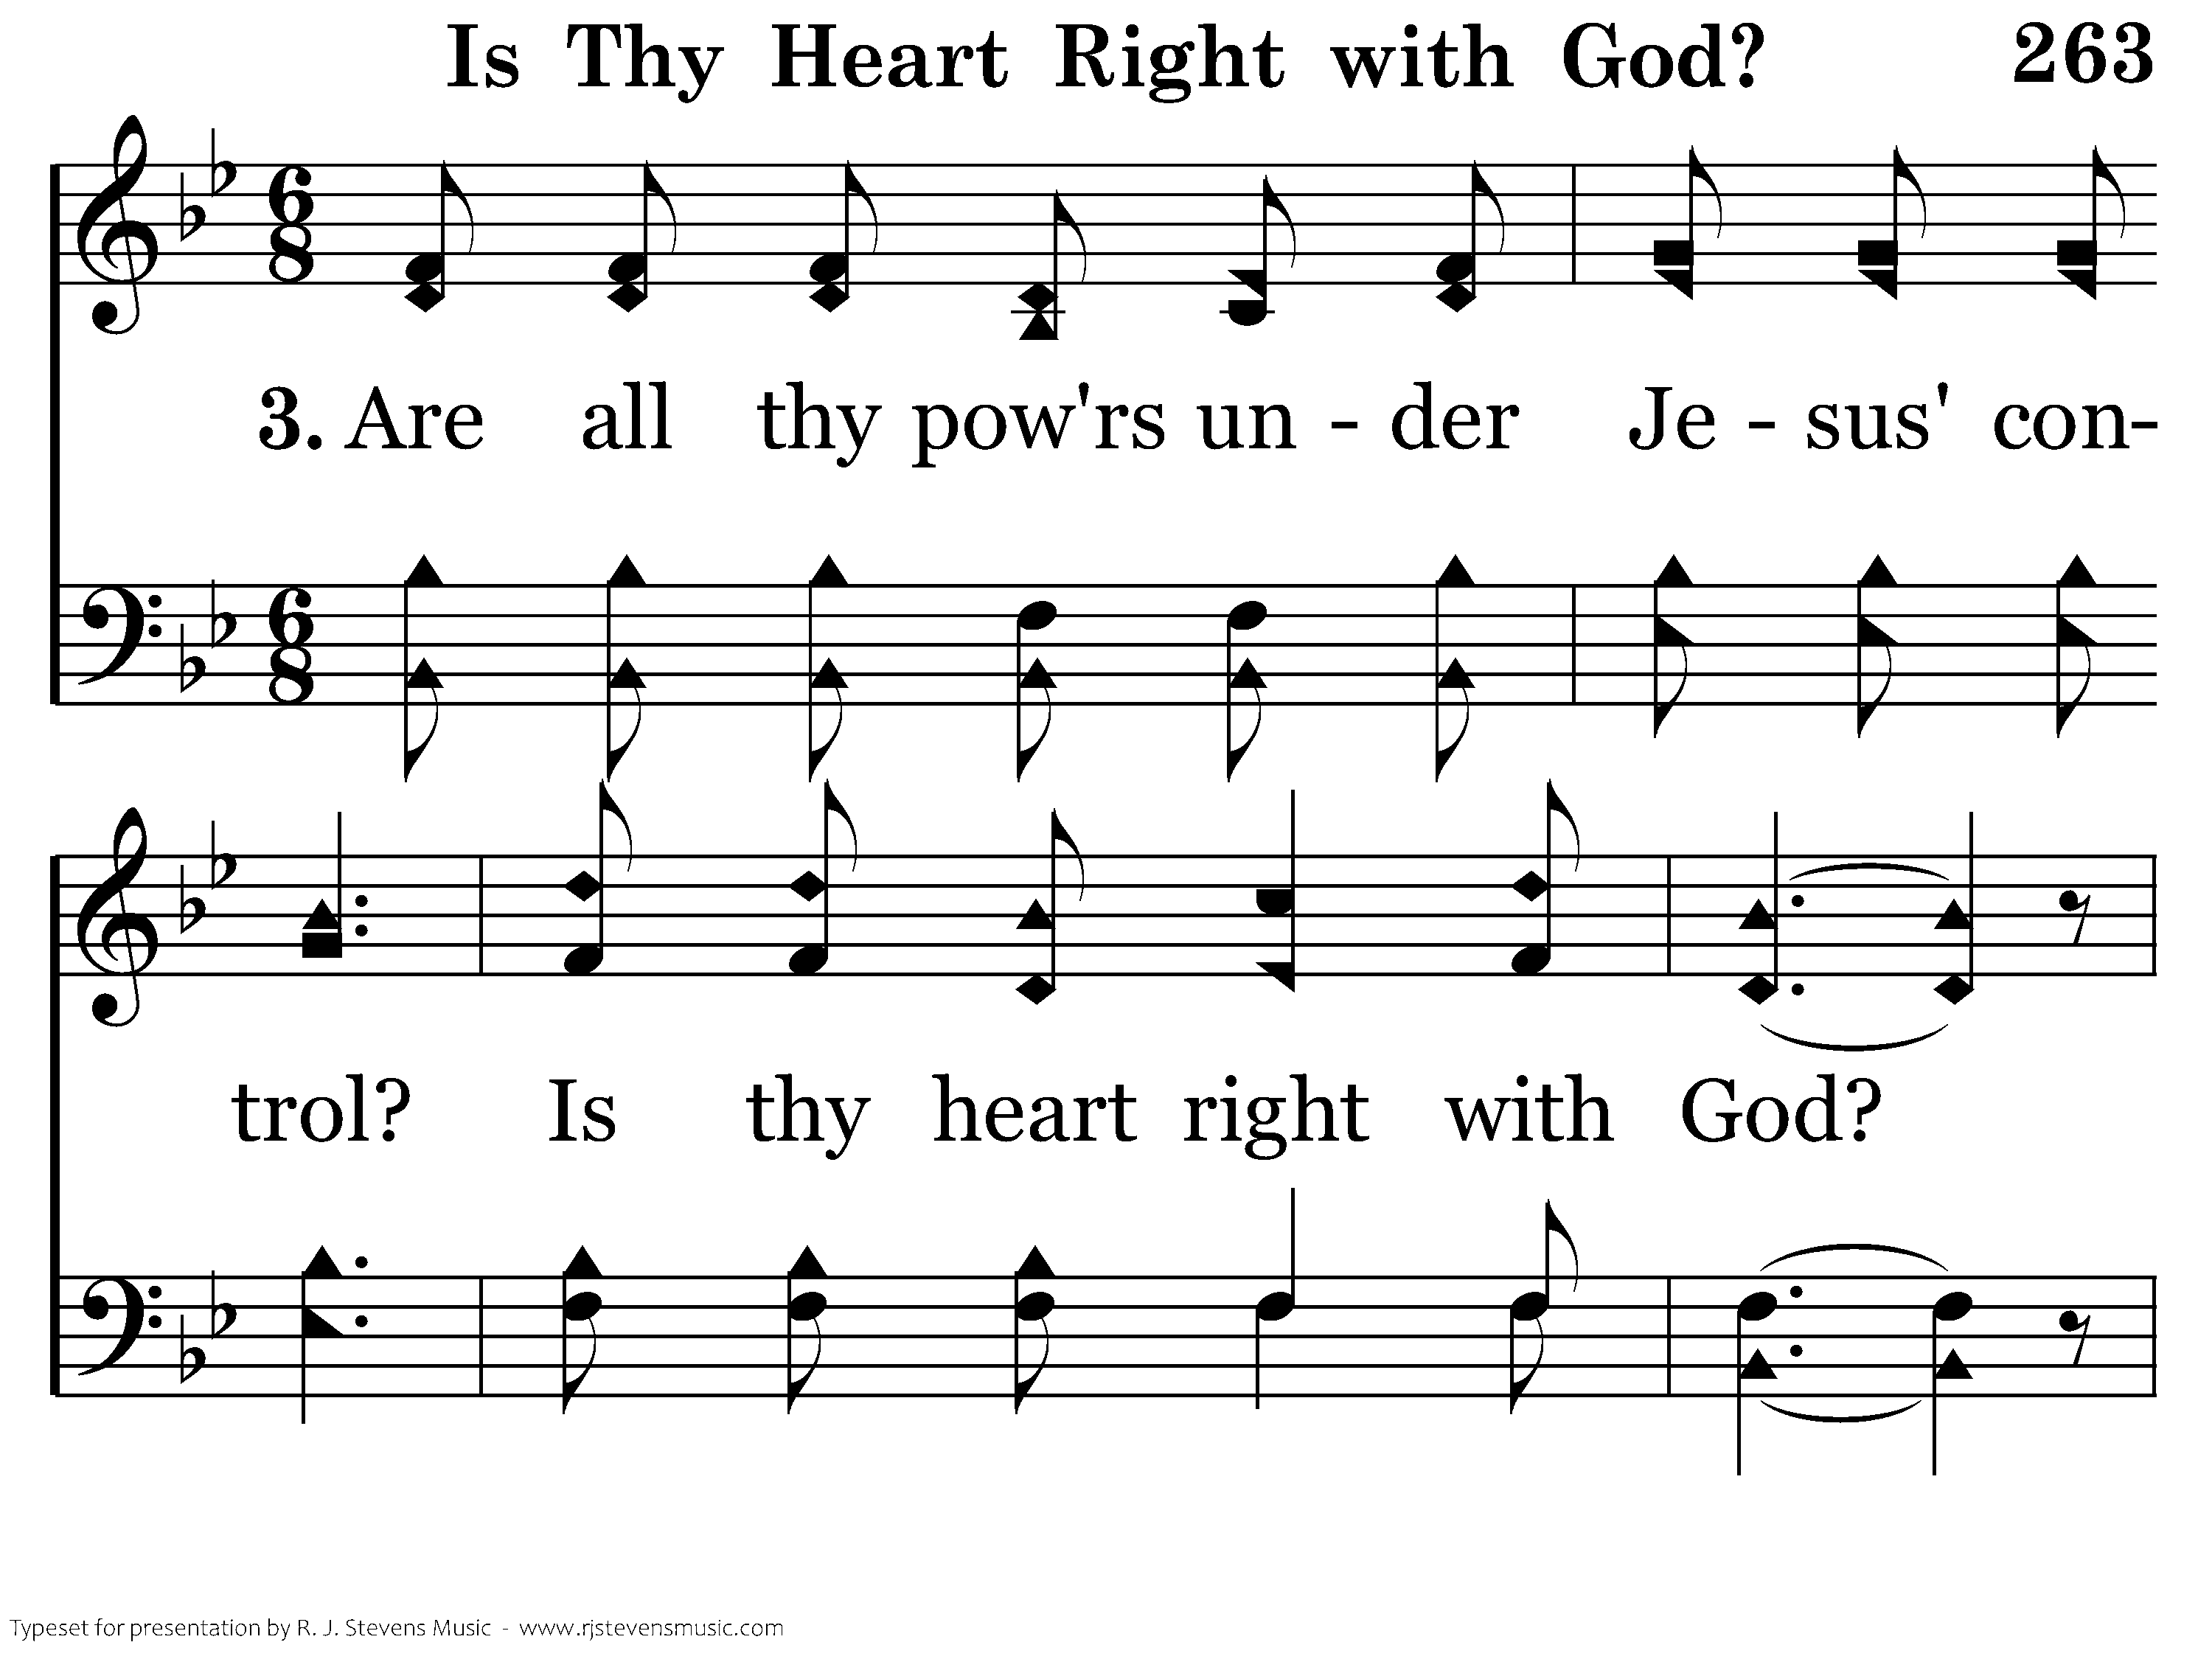 Is Thy Heart Right with God? 263
3. Are all thy pow'rs un - der Je - sus' con-
trol? Is thy heart right with God?
Typeset for presentation by R. J. Stevens Music - www.rjstevensmusic.com